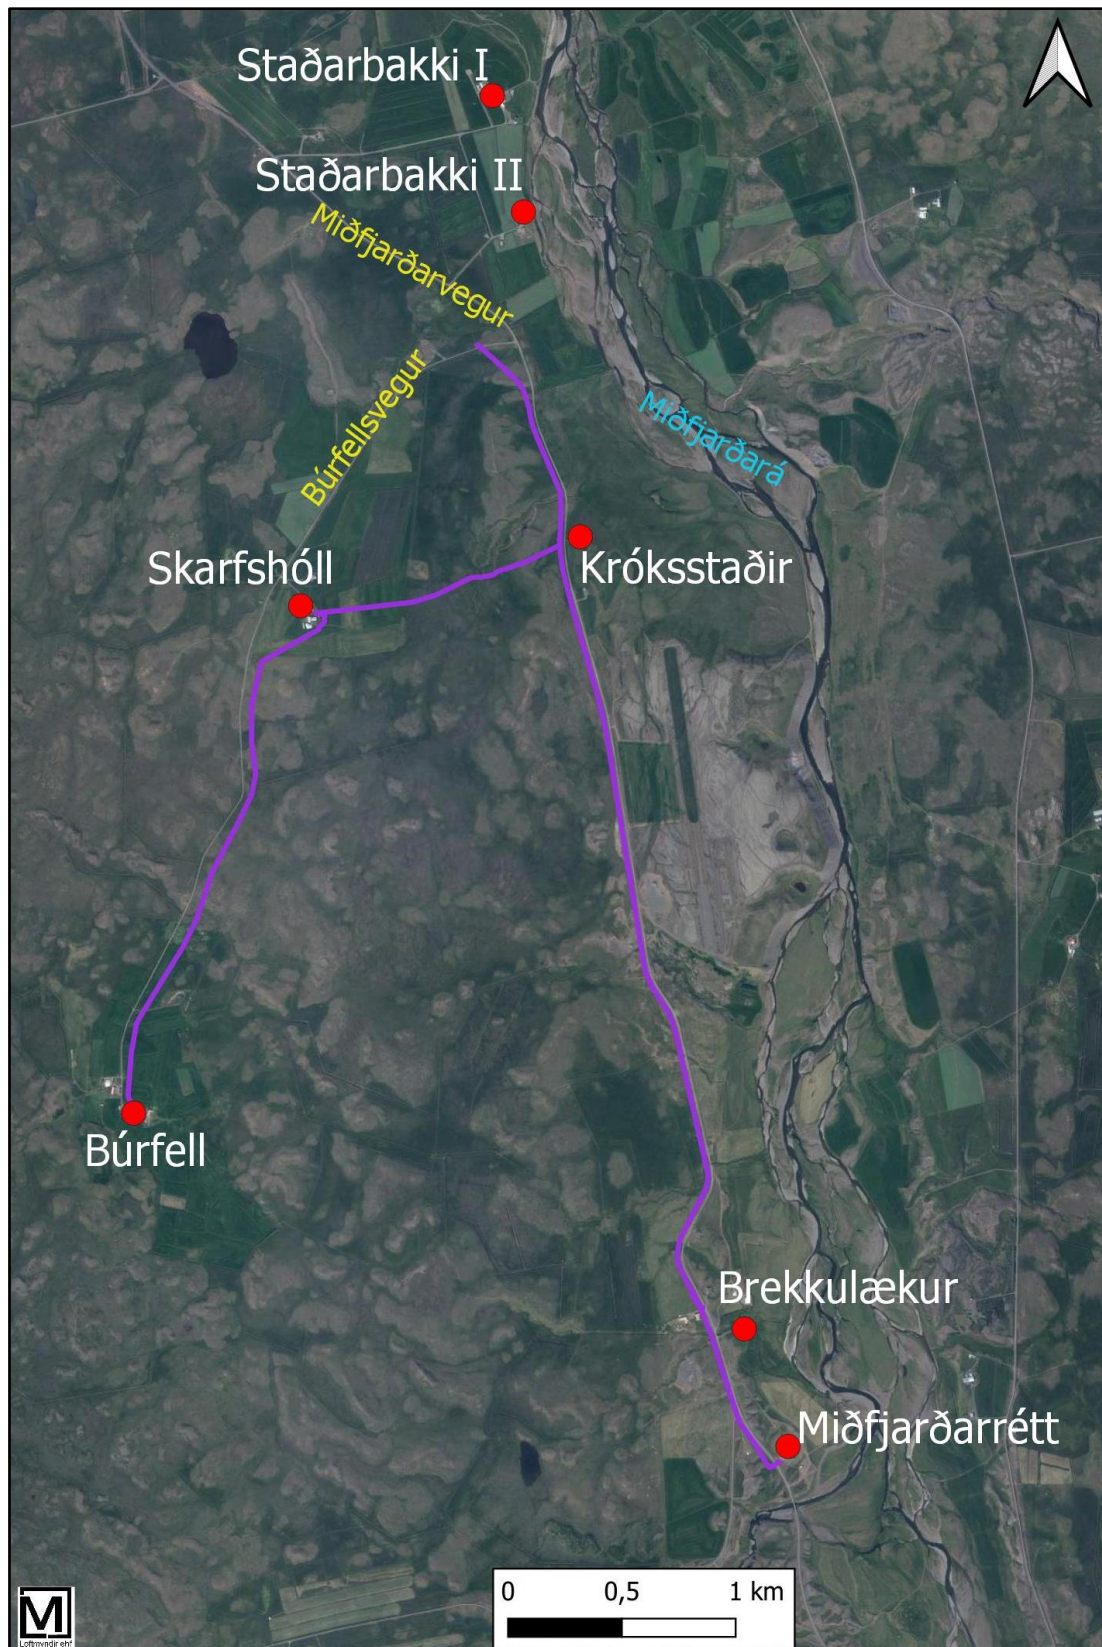 Staðarbakki I
Staðarbakki II
Miðfjarðarvegur
Búrfellsvegur
Miðfjarðará
Skarfshóll
Króksstaðir
Búrfell
Brekkulækur
Miðfjarðarrétt
0 0,5 1 km
M
Loftmyndir ehf